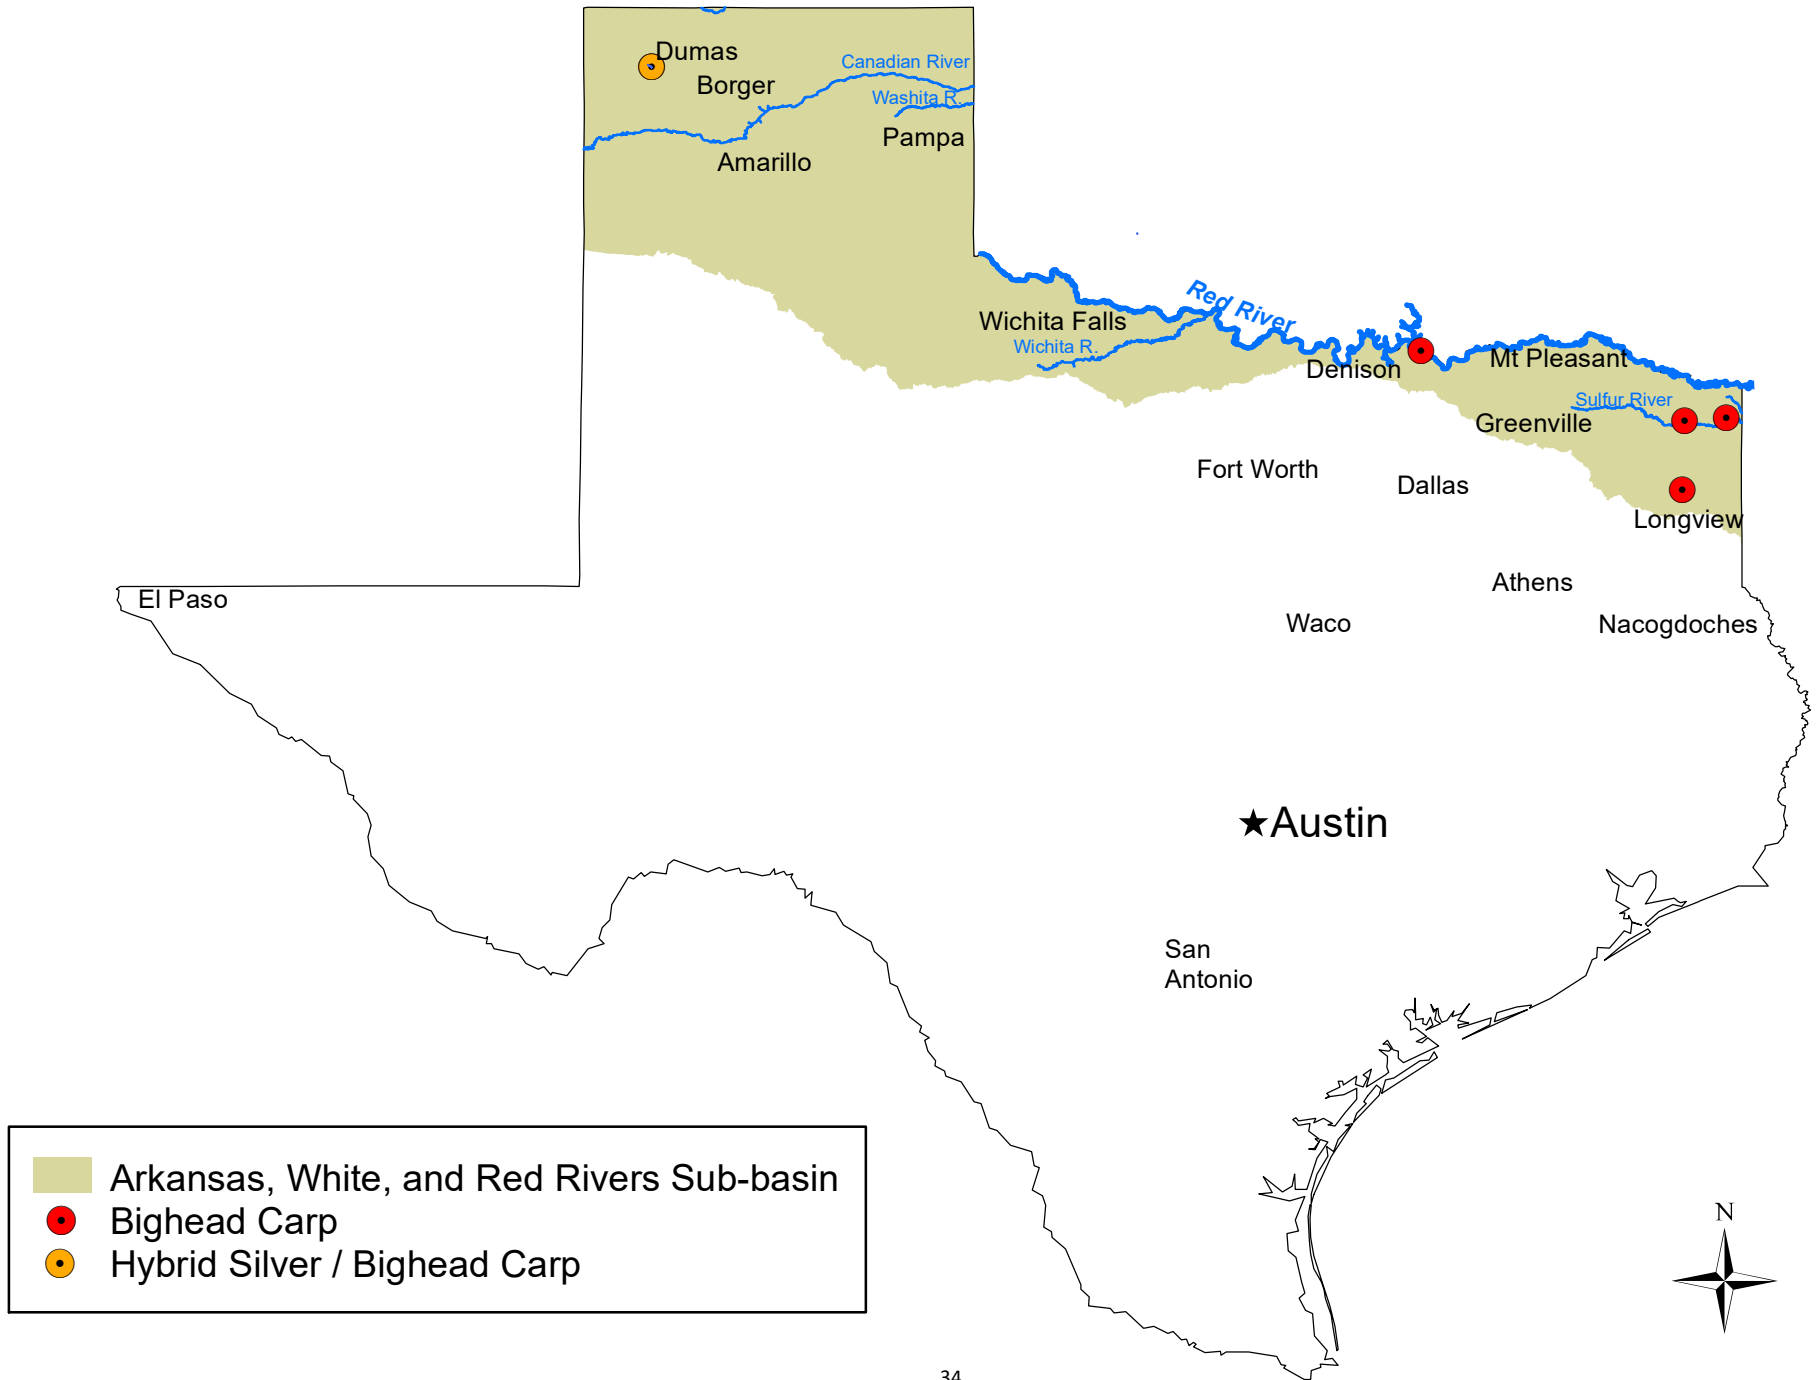 Dumas
Canadian River
Borger
Washita R.
Pampa
Amarillo
Red River
Wichita Falls
Wichita R.
Denison
Mt Pleasant
Sulfur River
Greenville
Fort Worth
Dallas
Longview
Athens
El Paso
Waco
Nacogdoches
Austin
San
Antonio
Arkansas, White, and Red Rivers Sub-basin
Bighead Carp
Hybrid Silver / Bighead Carp
N
34